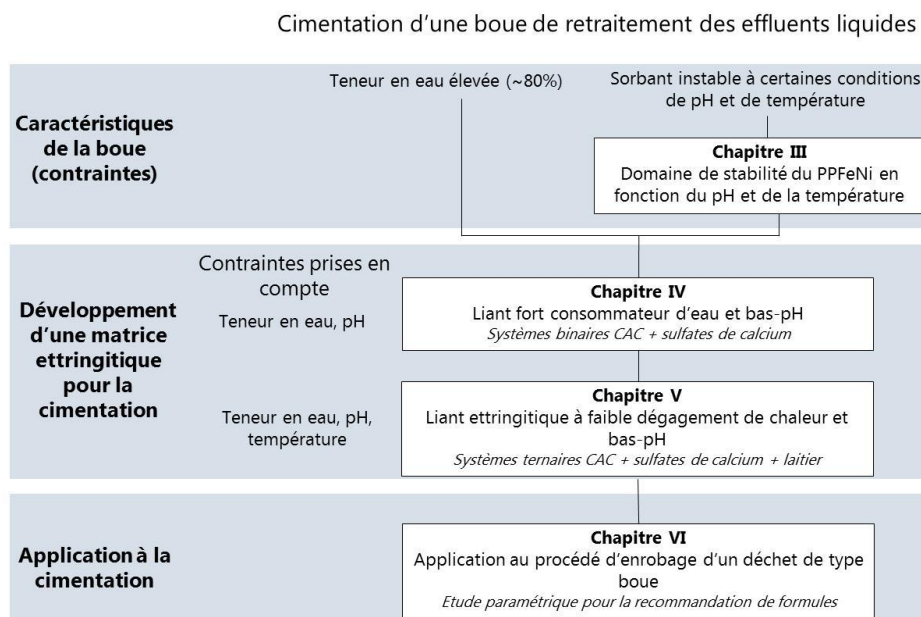 Cimentation d'une boue de retraitement des effluents liquides
Caractéristiques
de la boue
(contraintes)
Teneur en eau élevée (~80%)
Sorbant instable à certaines conditions
de pH et de température
Chapitre III
Domaine de stabilité du PPFeNi en
fonction du pH et de la température
Développement
d'une matrice
ettringitique
pour la
cimentation
Contraintes prises en
compte
Teneur en eau, pH
Chapitre IV
Liant fort consommateur d'eau et bas-pH
Systèmes binaires CAC + sulfates de calcium
Teneur en eau, pH,
température
Chapitre V
Liant ettringitique à faible dégagement de chaleur et
bas-pH
Systèmes ternaires CAC + sulfates de calcium + laitier
Application à la
cimentation
Chapitre VI
Application au procédé d'enrobage d'un déchet de type
boue
Etude paramétrique pour la recommandation de formules